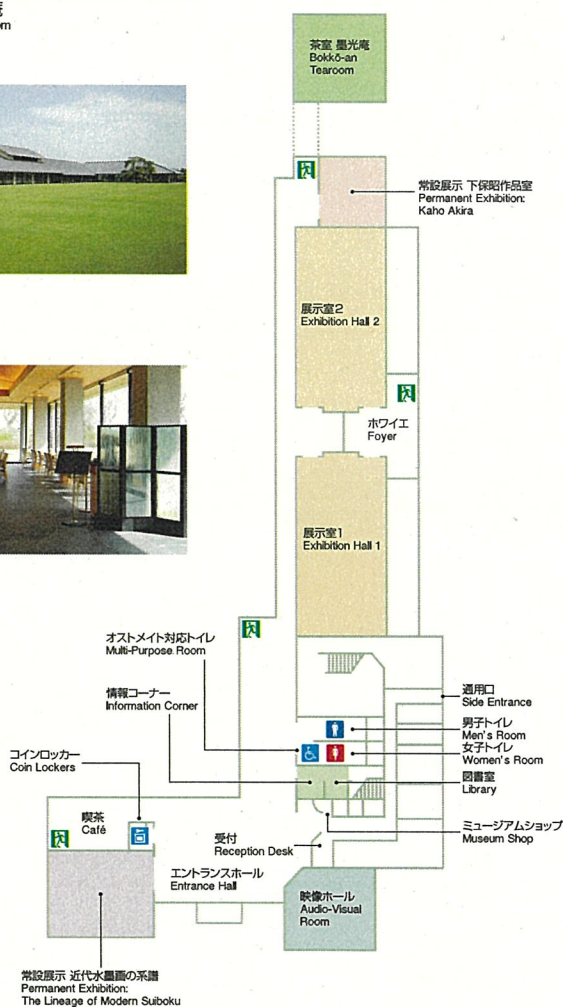 庵
om
茶室 墨光庵
Bokkō-an
Tearoom
常設展示 下保昭作品室
Permanent Exhibition:
Kaho Akira
展示室2
Exhibition Hall 2
ホワイエ
Foyer
展示室1
Exhibition Hall 1
オストメイト対応トイレ
Multi-Purpose Room
情報コーナー
Information Corner
通用口
Side Entrance
男子トイレ
Men's Room
女子トイレ
Women's Room
図書室
Library
コインロッカー
Coin Lockers
喫茶
Café
受付
Reception Desk
ミュージアムショップ
Museum Shop
エントランスホール
Entrance Hall
映像ホール
Audio-Visual
Room
常設展示 近代水墨画の系譜
Permanent Exhibition:
The Lineage of Modern Suiboku